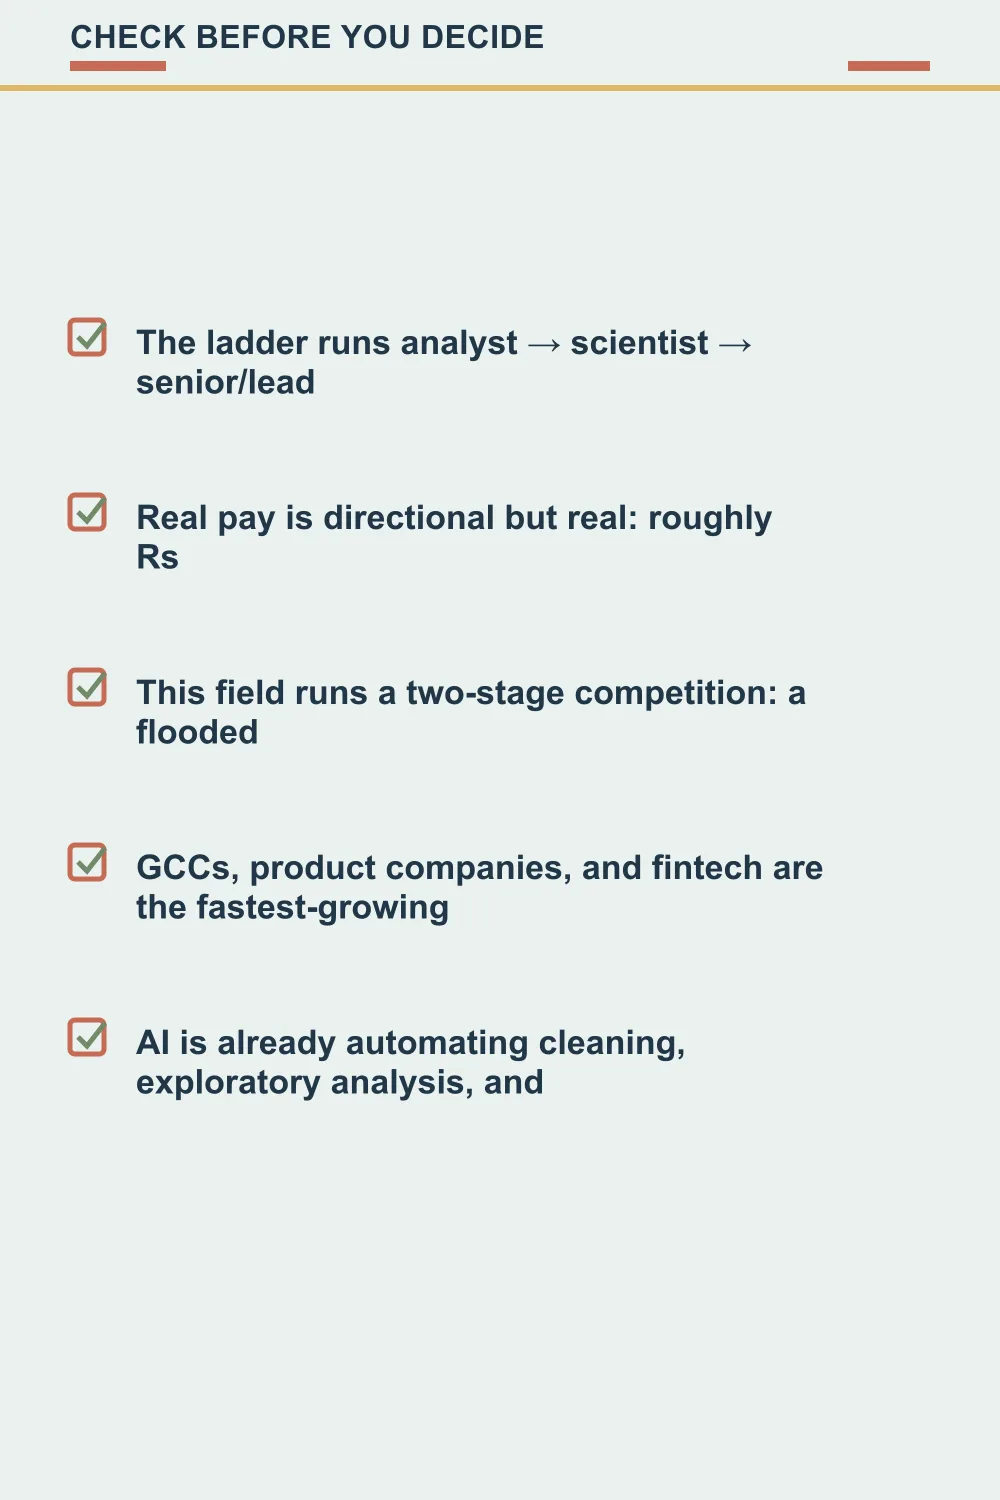 CHECK BEFORE YOU DECIDE
The ladder runs analyst → scientist →
senior/lead
Real pay is directional but real: roughly
Rs
This field runs a two-stage competition: a
flooded
GCCs, product companies, and fintech are
the fastest-growing
AI is already automating cleaning,
exploratory analysis, and